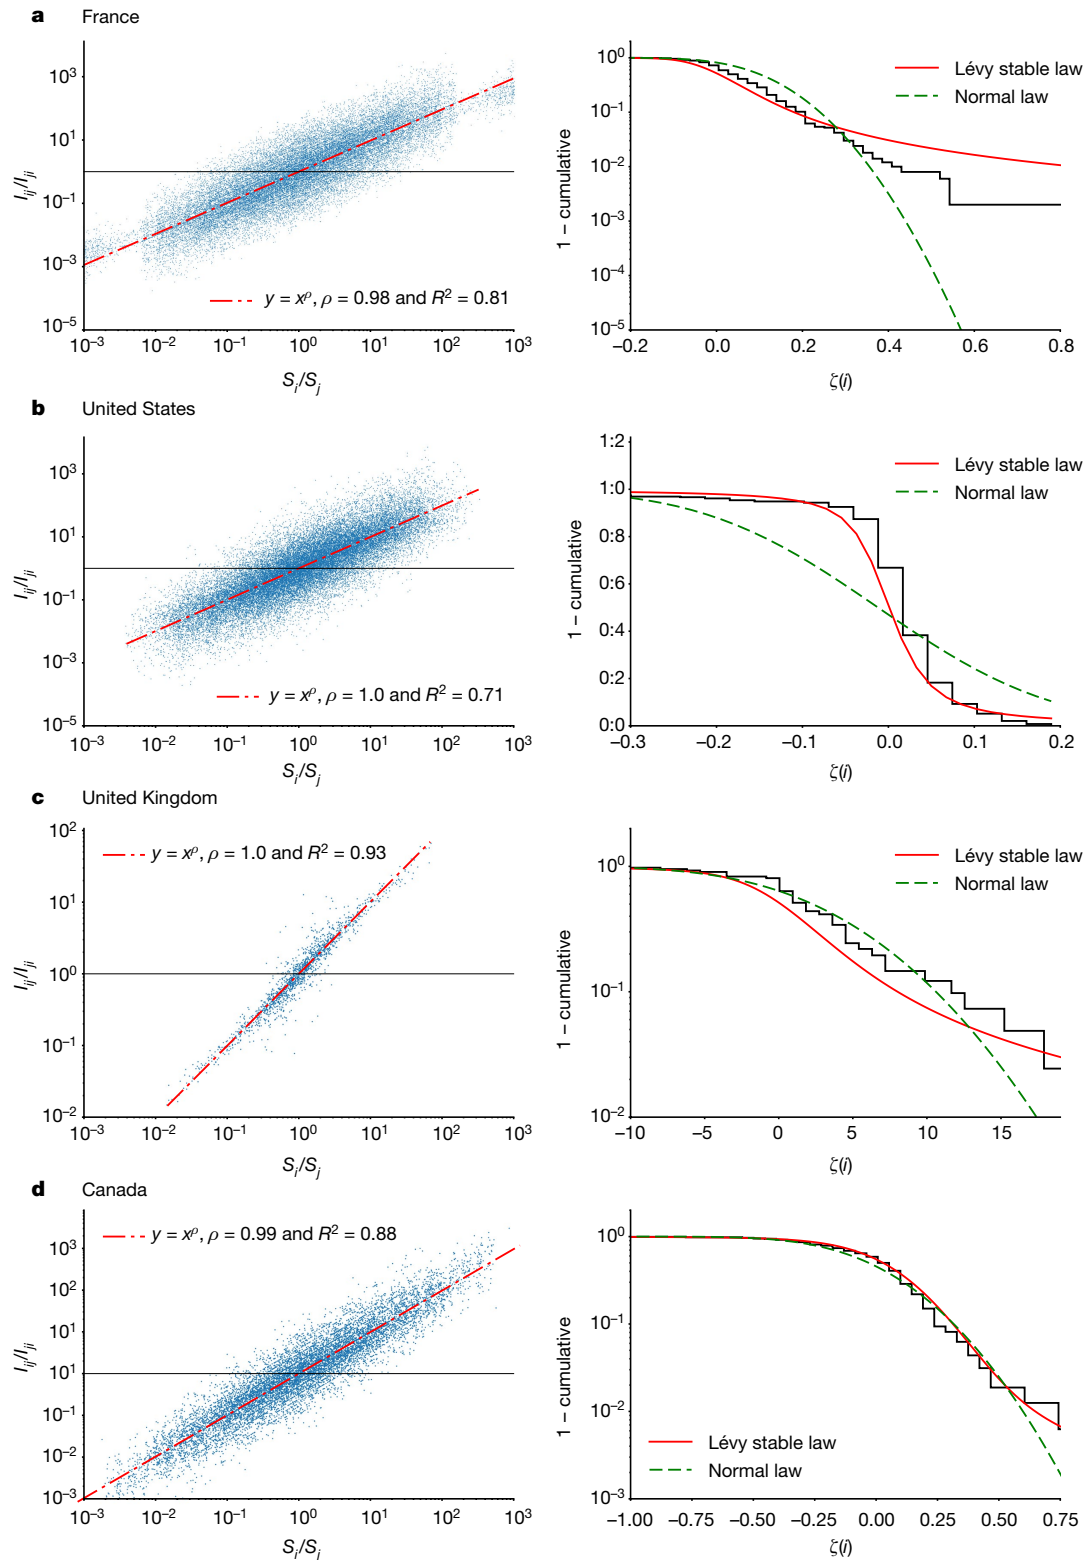 a France
10³
10¹
10⁻¹
10⁻³
10⁻⁵
I_ij/I_ji
y = x^ρ, ρ = 0.98 and R² = 0.81
10⁻³ 10⁻² 10⁻¹ 10⁰ 10¹ 10² 10³
S_i/S_j
10⁰
10⁻¹
10⁻²
10⁻³
10⁻⁴
10⁻⁵
1 − cumulative
Lévy stable law
Normal law
−0.2 0.0 0.2 0.4 0.6 0.8
ζ(i)
b United States
10³
10¹
10⁻¹
10⁻³
10⁻⁵
I_ij/I_ji
y = x^ρ, ρ = 1.0 and R² = 0.71
10⁻³ 10⁻² 10⁻¹ 10⁰ 10¹ 10² 10³
S_i/S_j
1:2
1:0
0:8
0:6
0:4
0:2
0:0
1 − cumulative
Lévy stable law
Normal law
−0.3 −0.2 −0.1 0.0 0.1 0.2
ζ(i)
c United Kingdom
10²
10¹
10⁰
10⁻¹
10⁻²
I_ij/I_ji
y = x^ρ, ρ = 1.0 and R² = 0.93
10⁻³ 10⁻² 10⁻¹ 10⁰ 10¹ 10² 10³
S_i/S_j
10⁰
10⁻¹
10⁻²
1 − cumulative
Lévy stable law
Normal law
−10 −5 0 5 10 15
ζ(i)
d Canada
10³
10²
10¹
10¹
10⁻¹
10⁻²
10⁻³
I_ij/I_ji
y = x^ρ, ρ = 0.99 and R² = 0.88
10⁻³ 10⁻² 10⁻¹ 10⁰ 10¹ 10² 10³
S_i/S_j
10⁰
10⁻¹
10⁻²
10⁻³
1 − cumulative
Lévy stable law
Normal law
−1.00 −0.75 −0.50 −0.25 0.00 0.25 0.50 0.75
ζ(i)